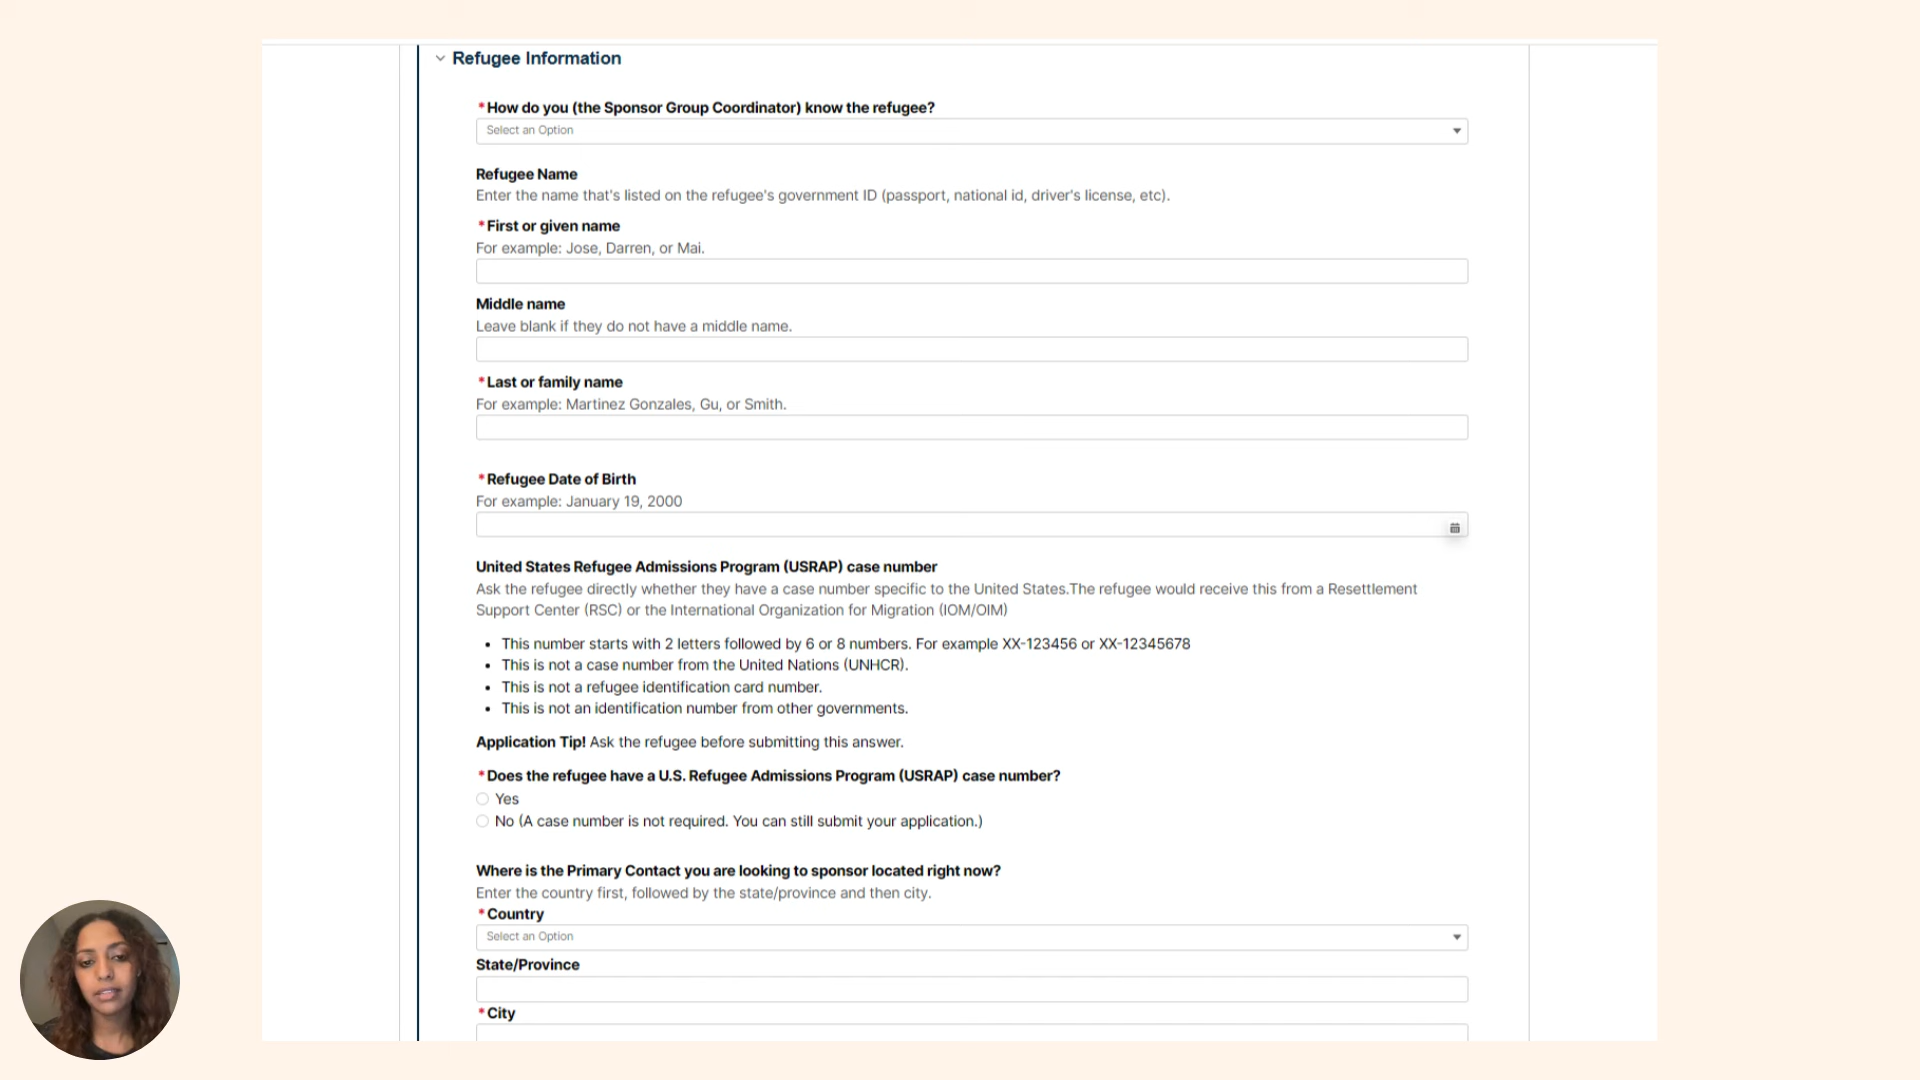 Refugee Information
*How do you (the Sponsor Group Coordinator) know the refugee?
Select an Option
Refugee Name
Enter the name that's listed on the refugee's government ID (passport, national id, driver's license, etc).
*First or given name
For example: Jose, Darren, or Mai.
Middle name
Leave blank if they do not have a middle name.
*Last or family name
For example: Martinez Gonzales, Gu, or Smith.
*Refugee Date of Birth
For example: January 19, 2000
United States Refugee Admissions Program (USRAP) case number
Ask the refugee directly whether they have a case number specific to the United States.The refugee would receive this from a Resettlement
Support Center (RSC) or the International Organization for Migration (IOM/OIM)
• This number starts with 2 letters followed by 6 or 8 numbers. For example XX-123456 or XX-12345678
• This is not a case number from the United Nations (UNHCR).
• This is not a refugee identification card number.
• This is not an identification number from other governments.
Application Tip! Ask the refugee before submitting this answer.
*Does the refugee have a U.S. Refugee Admissions Program (USRAP) case number?
Yes
No (A case number is not required. You can still submit your application.)
Where is the Primary Contact you are looking to sponsor located right now?
Enter the country first, followed by the state/province and then city.
*Country
Select an Option
State/Province
*City